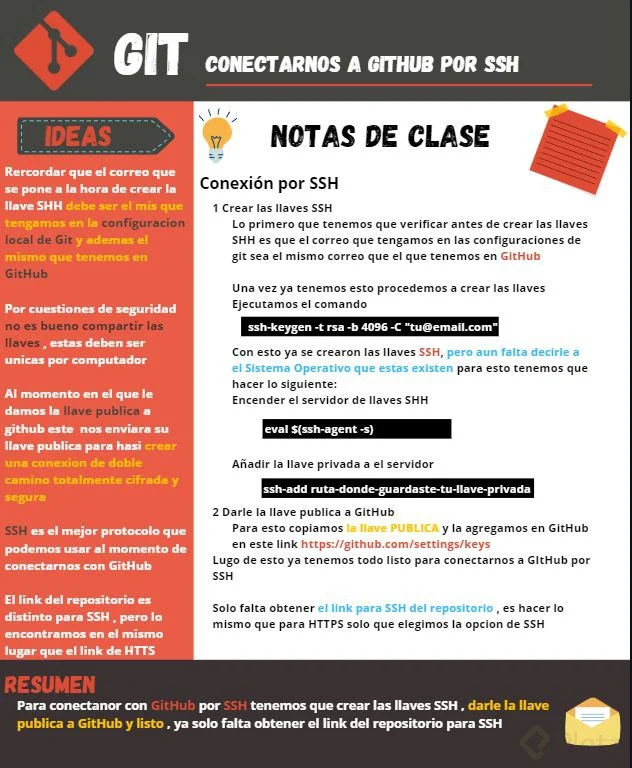 GIT CONECTARNOS A GITHUB POR SSH
IDEAS
Rercordar que el correo que
se pone a la hora de crear la
llave SHH debe ser el mis que
tengamos en la configuracion
local de Git y ademas el
mismo que tenemos en
GitHub
Por cuestiones de seguridad
no es bueno compartir las
llaves , estas deben ser
unicas por computador
Al momento en el que le
damos la llave publica a
github este nos enviara su
llave publica para hasi crear
una conexion de doble
camino totalmente cifrada y
segura
SSH es el mejor protocolo que
podemos usar al momento de
conectarnos con GitHub
El link del repositorio es
distinto para SSH , pero lo
encontramos en el mismo
lugar que el link de HTTS
NOTAS DE CLASE
Conexión por SSH
1 Crear las llaves SSH
Lo primero que tenemos que verificar antes de crear las llaves
SHH es que el correo que tengamos en las configuraciones de
git sea el mismo correo que el que tenemos en GitHub
Una vez ya tenemos esto procedemos a crear las llaves
Ejecutamos el comando
ssh-keygen -t rsa -b 4096 -C "tu@email.com"
Con esto ya se crearon las llaves SSH, pero aun falta decirle a
el Sistema Operativo que estas existen para esto tenemos que
hacer lo siguiente:
Encender el servidor de llaves SHH
eval $(ssh-agent -s)
Añadir la llave privada a el servidor
ssh-add ruta-donde-guardaste-tu-llave-privada
2 Darle la llave publica a GitHub
Para esto copiamos la llave PUBLICA y la agregamos en GitHub
en este link https://github.com/settings/keys
Lugo de esto ya tenemos todo listo para conectarnos a GItHub por
SSH
Solo falta obtener el link para SSH del repositorio , es hacer lo
mismo que para HTTPS solo que elegimos la opcion de SSH
RESUMEN
Para conectanor con GitHub por SSH tenemos que crear las llaves SSH , darle la llave
publica a GitHub y listo , ya solo falta obtener el link del repositorio para SSH